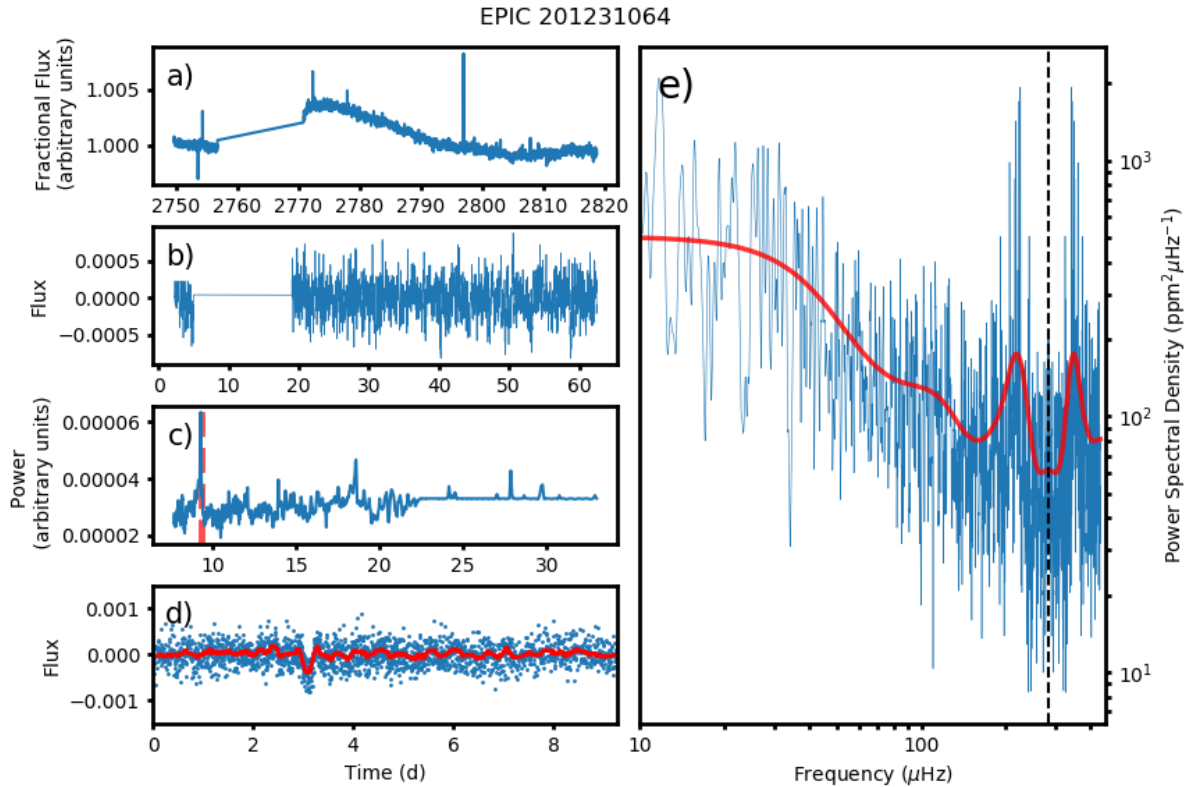 EPIC 201231064
a)
Fractional Flux
(arbitrary units)
1.005
1.000
2750 2760 2770 2780 2790 2800 2810 2820
b)
Flux
0.0005
0.0000
−0.0005
0 10 20 30 40 50 60
c)
Power
(arbitrary units)
0.00006
0.00004
0.00002
10 15 20 25 30
d)
Flux
0.001
0.000
−0.001
0 2 4 6 8
Time (d)
e)
Power Spectral Density (ppm²μHz⁻¹)
10³
10²
10¹
10 100
Frequency (μHz)